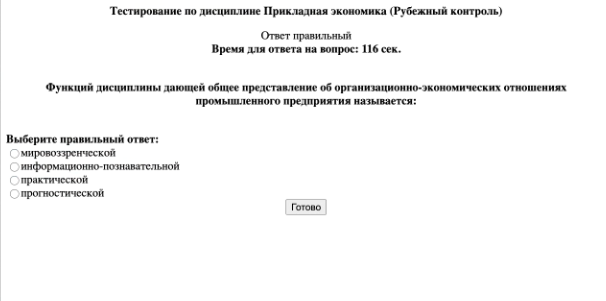 Тестирование по дисциплине Прикладная экономика (Рубежный контроль)
Ответ правильный
Время для ответа на вопрос: 116 сек.
Функций дисциплины дающей общее представление об организационно-экономических отношениях
промышленного предприятия называется:
Выберите правильный ответ:
мировоззренческой
информационно-познавательной
практической
прогностической
Готово